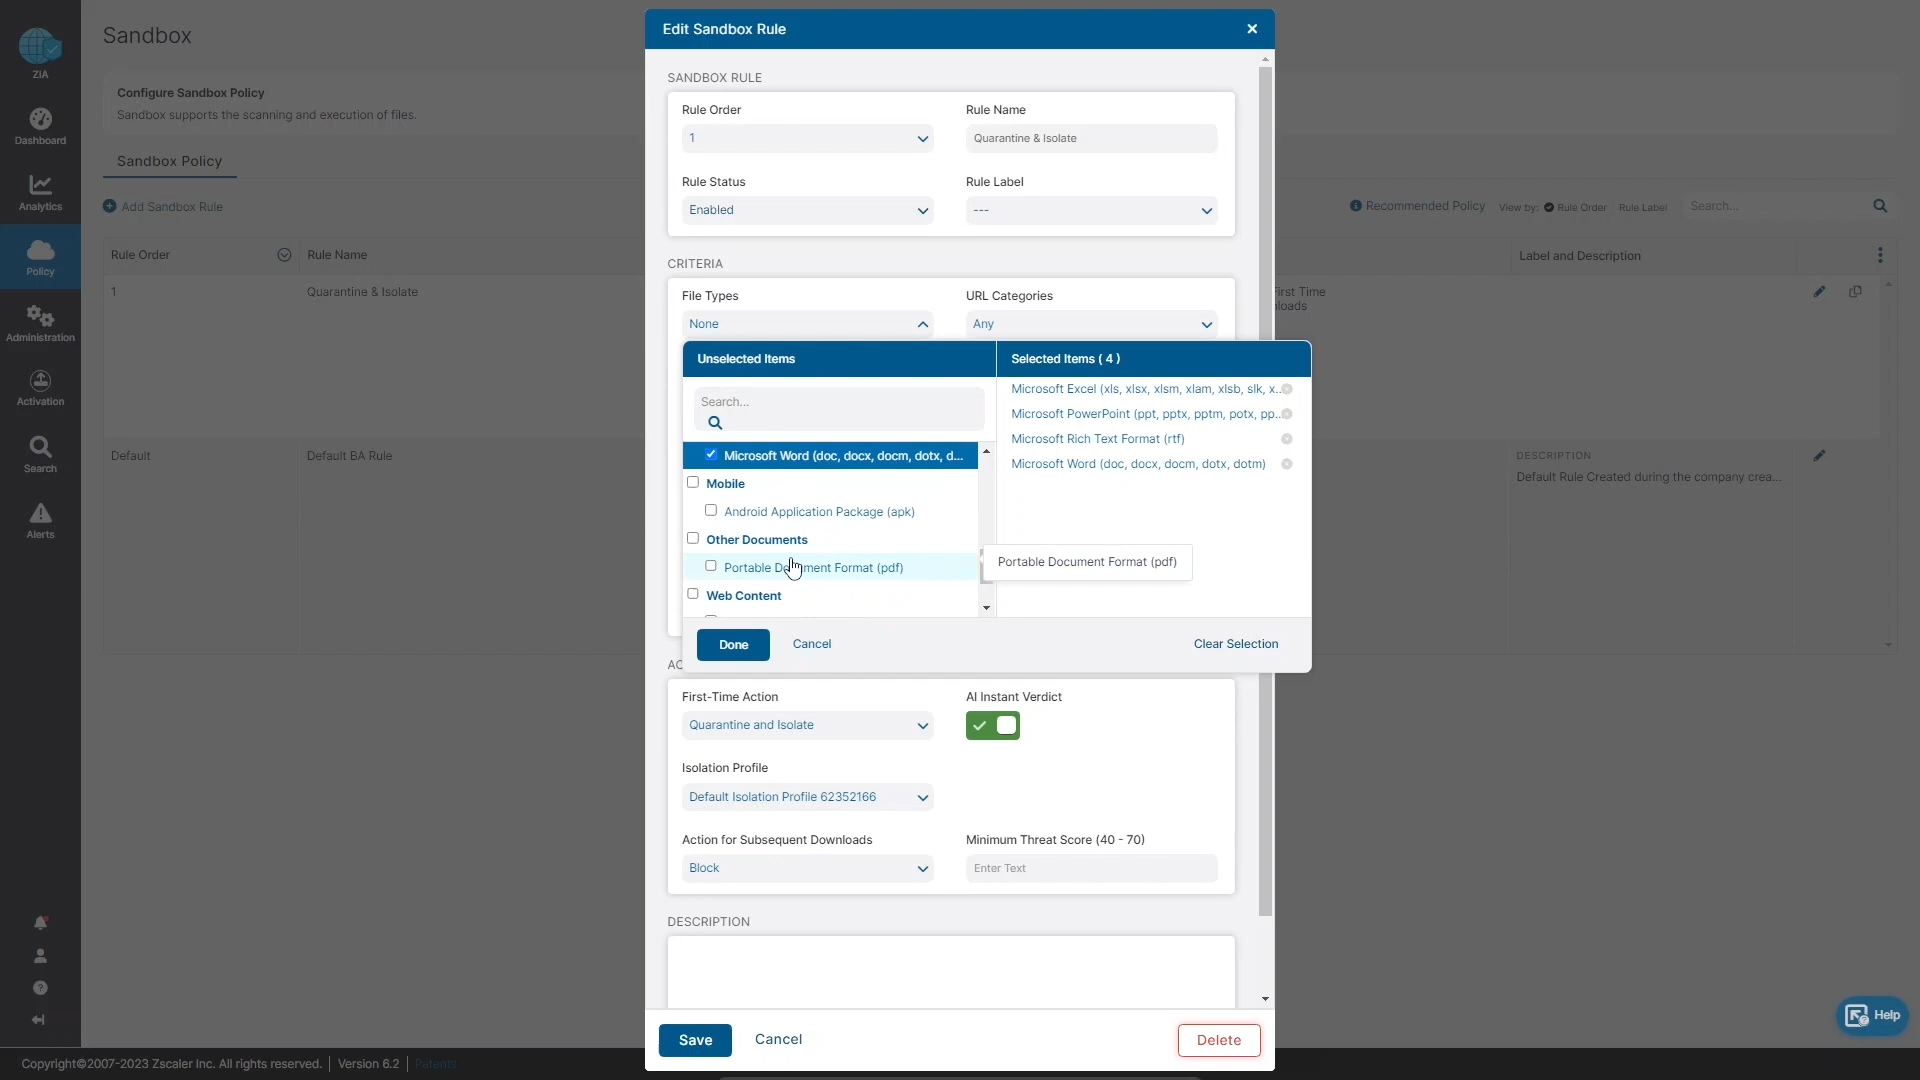 Edit Sandbox Rule
Sandbox
ZIA
Configure Sandbox Policy
Sandbox supports the scanning and execution of files.
Dashboard
Sandbox Policy
Analytics
Add Sandbox Rule
Recommended Policy
View by:
Rule Order
Rule Label
Search...
Policy
Rule Order
Rule Name
Label and Description
1
Quarantine & Isolate
First Time
Administration
Activation
Search
Alerts
Default
Default BA Rule
DESCRIPTION
Default Rule Created during the company crea...
SANDBOX RULE
Rule Order
Rule Name
1
Quarantine & Isolate
Rule Status
Rule Label
Enabled
---
CRITERIA
File Types
URL Categories
None
Any
Unselected Items
Selected Items ( 4 )
Search...
Microsoft Excel (xls, xlsx, xlsm, xlam, xlsb, slk, x...
Microsoft PowerPoint (ppt, pptx, pptm, potx, pp...
Microsoft Rich Text Format (rtf)
Microsoft Word (doc, docx, docm, dotx, dotm)
Microsoft Word (doc, docx, docm, dotx, d...
Mobile
Android Application Package (apk)
Other Documents
Portable Document Format (pdf)
Portable Document Format (pdf)
Web Content
Done
Cancel
Clear Selection
First-Time Action
AI Instant Verdict
Quarantine and Isolate
Isolation Profile
Default Isolation Profile 62352166
Action for Subsequent Downloads
Minimum Threat Score (40 - 70)
Block
Enter Text
DESCRIPTION
Save
Cancel
Delete
Help
Copyright©2007-2023 Zscaler Inc. All rights reserved.
Version 6.2
Patents